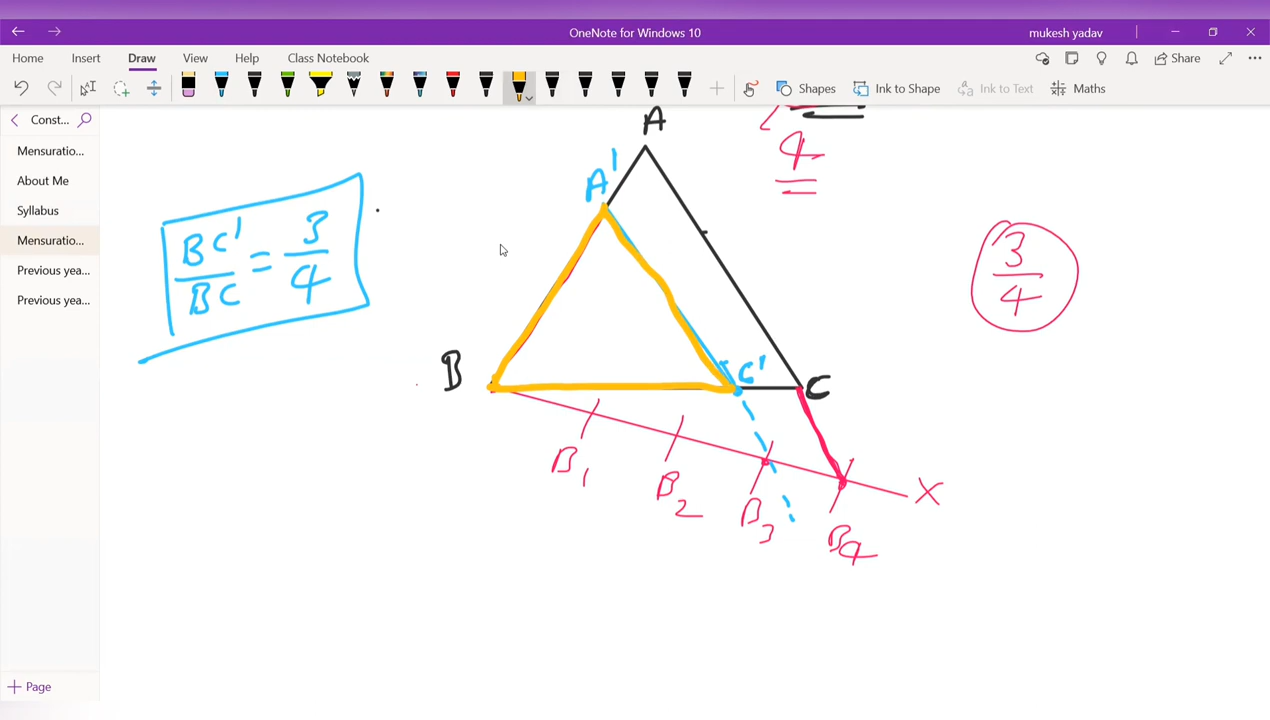 OneNote for Windows 10
mukesh yadav
Home
Insert
Draw
View
Help
Class Notebook
Share
Shapes
Ink to Shape
Ink to Text
Maths
Const...
Mensuratio...
About Me
Syllabus
Mensuratio...
Previous yea...
Previous yea...
Page
A
4
A'
BC'/BC = 3/4
3/4
B
C'
C
B1
B2
B3
B4
X